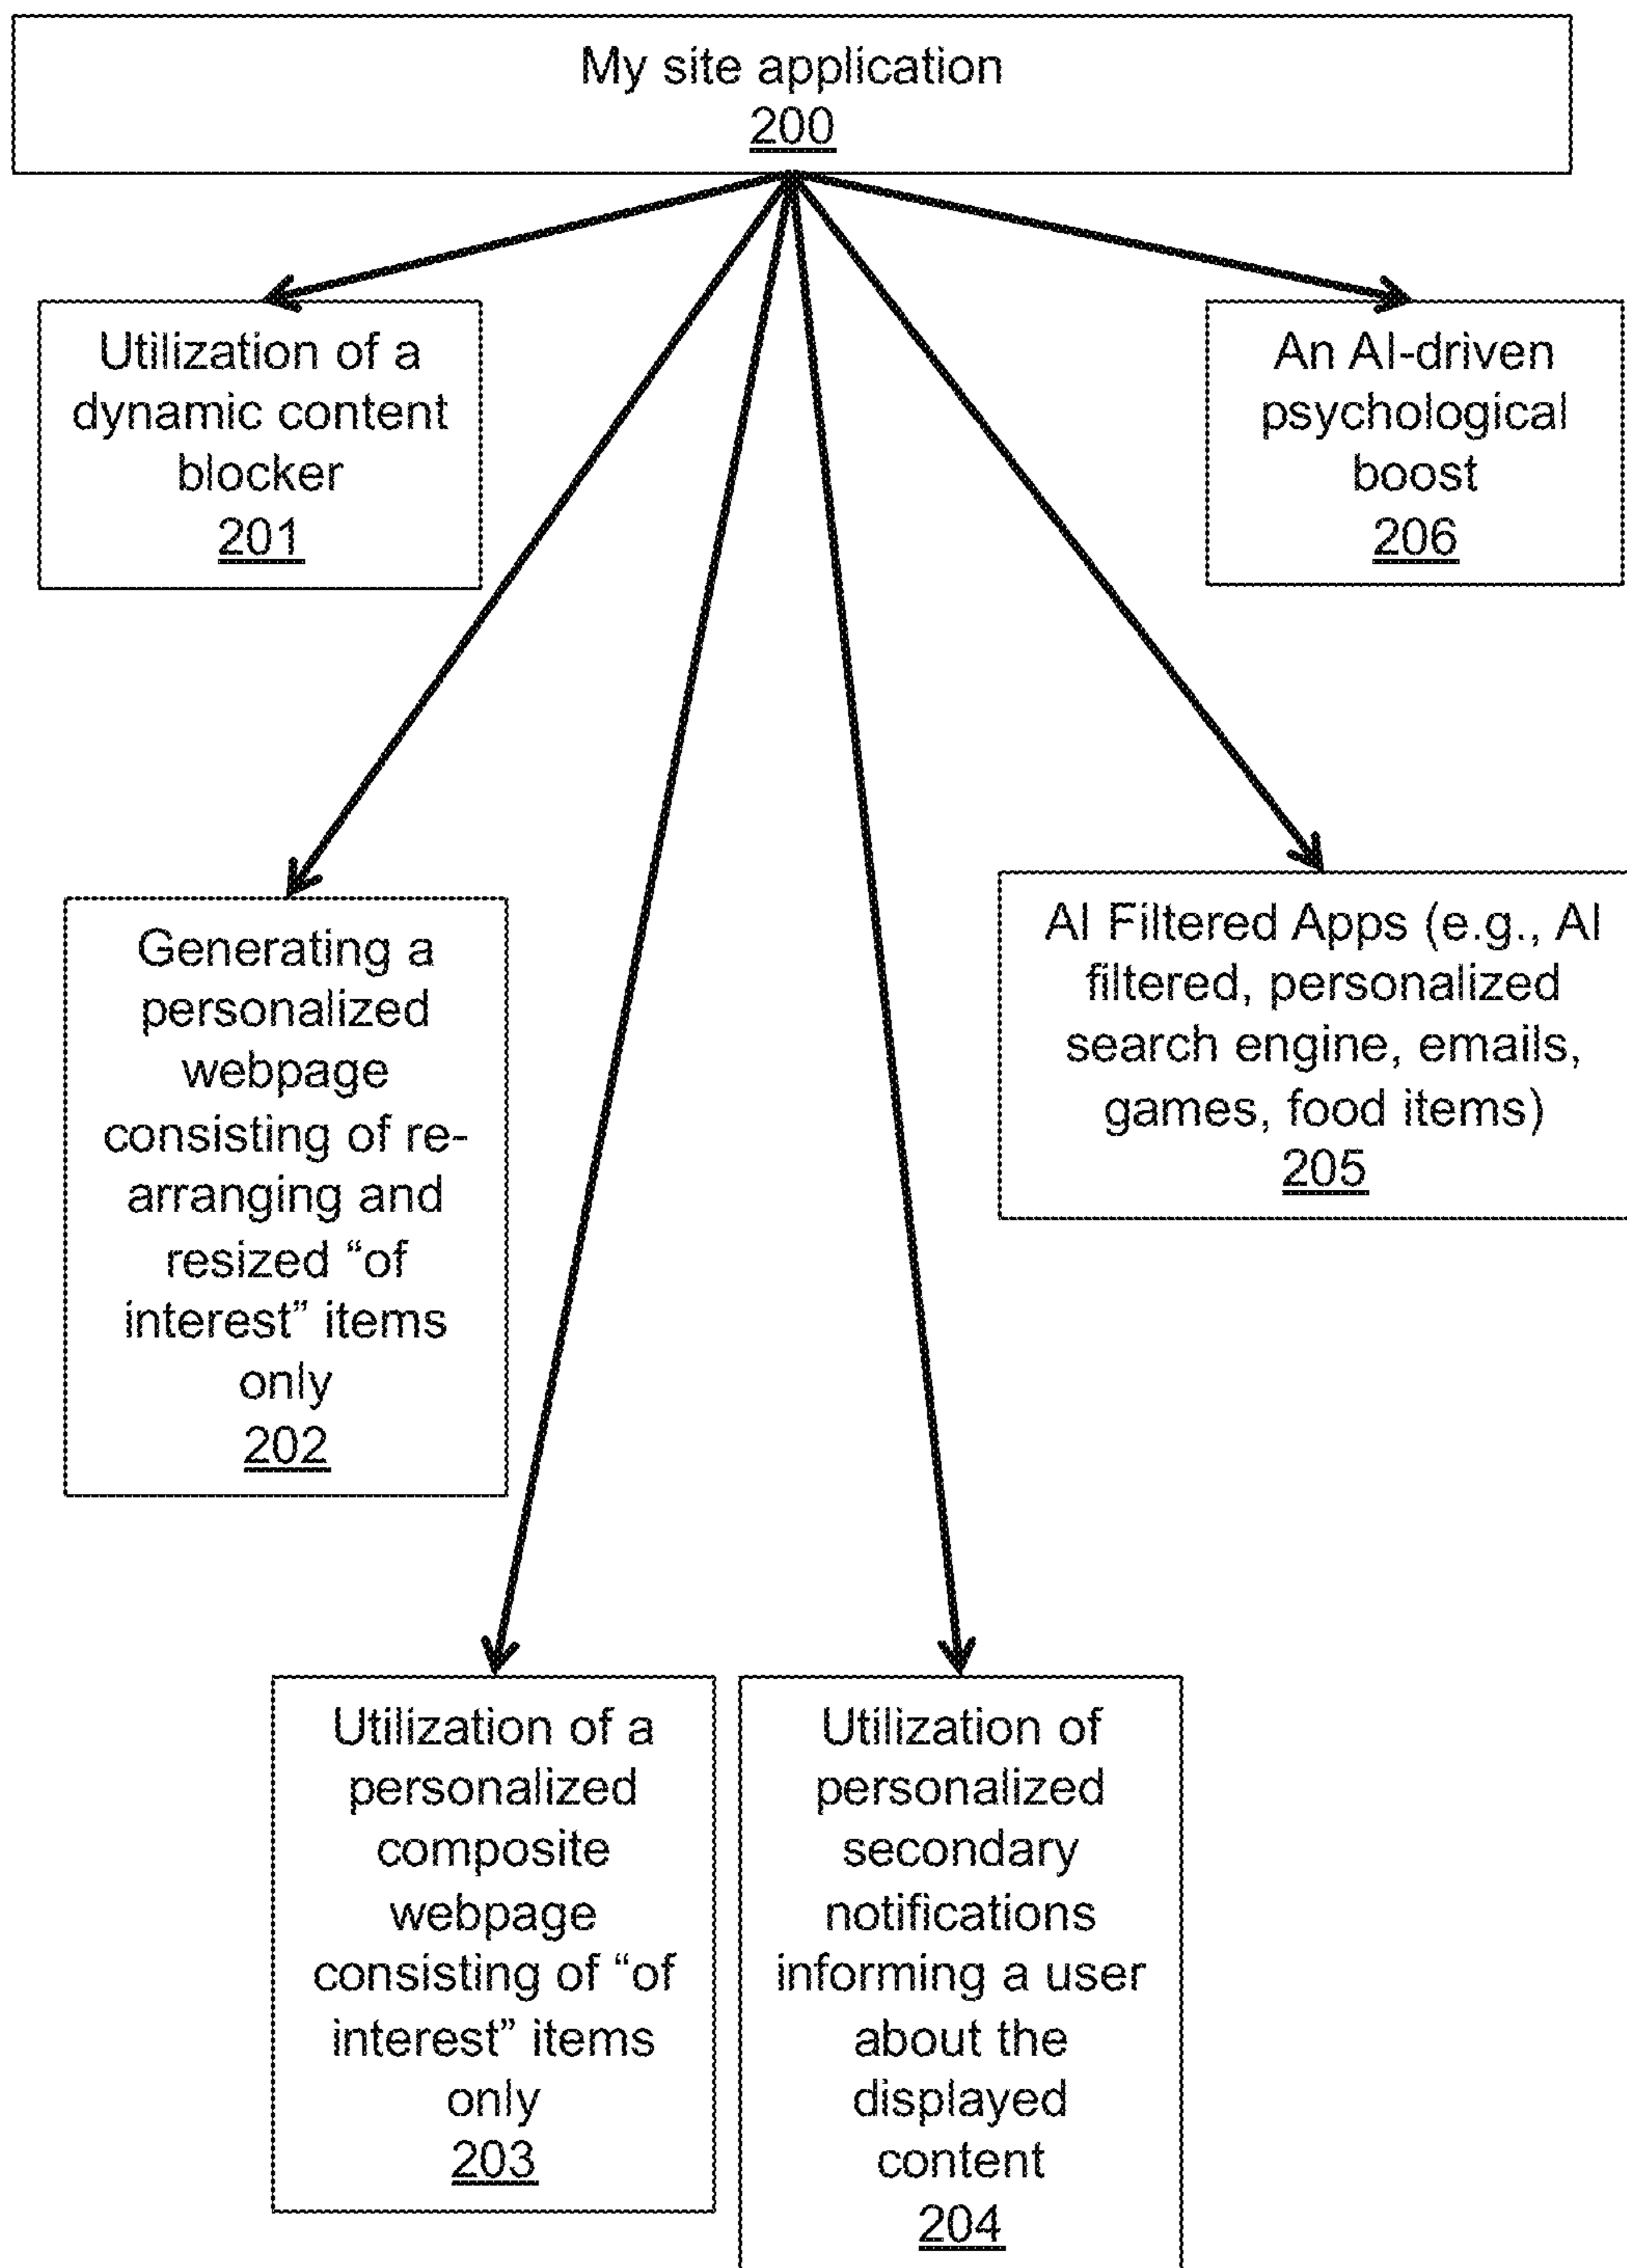 My site application
200
Utilization of a
dynamic content
blocker
201
An AI-driven
psychological
boost
206
Generating a
personalized
webpage
consisting of re-
arranging and
resized “of
interest” items
only
202
AI Filtered Apps (e.g., AI
filtered, personalized
search engine, emails,
games, food items)
205
Utilization of a
personalized
composite
webpage
consisting of “of
interest” items
only
203
Utilization of
personalized
secondary
notifications
informing a user
about the
displayed
content
204